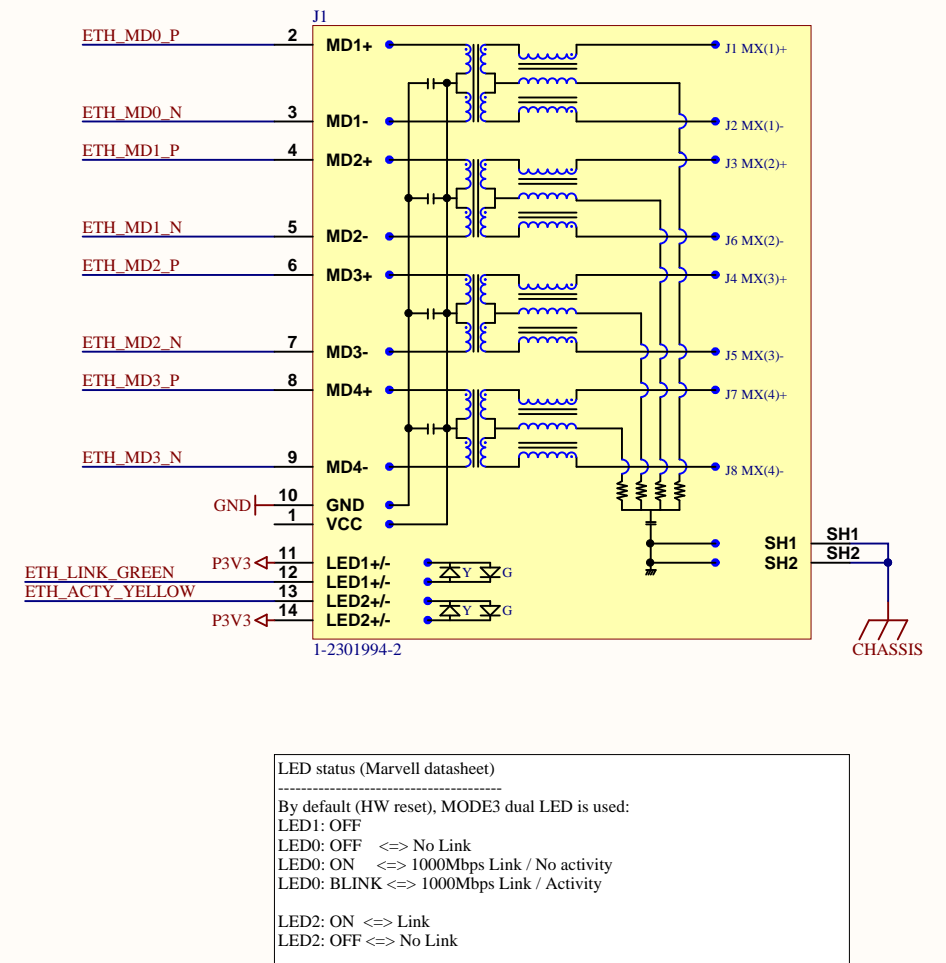 J1
ETH_MD0_P 2 MD1+ J1 MX(1)+
ETH_MD0_N 3 MD1- J2 MX(1)-
ETH_MD1_P 4 MD2+ J3 MX(2)+
ETH_MD1_N 5 MD2- J6 MX(2)-
ETH_MD2_P 6 MD3+ J4 MX(3)+
ETH_MD2_N 7 MD3- J5 MX(3)-
ETH_MD3_P 8 MD4+ J7 MX(4)+
ETH_MD3_N 9 MD4- J8 MX(4)-
GND 10 GND
1 VCC
SH1 SH1
SH2 SH2
P3V3 11 LED1+/-
Y G
ETH_LINK_GREEN 12 LED1+/-
ETH_ACTY_YELLOW 13 LED2+/-
Y G
P3V3 14 LED2+/-
CHASSIS
1-2301994-2
LED status (Marvell datasheet)
---------------------------------------
By default (HW reset), MODE3 dual LED is used:
LED1: OFF
LED0: OFF <=> No Link
LED0: ON <=> 1000Mbps Link / No activity
LED0: BLINK <=> 1000Mbps Link / Activity
LED2: ON <=> Link
LED2: OFF <=> No Link